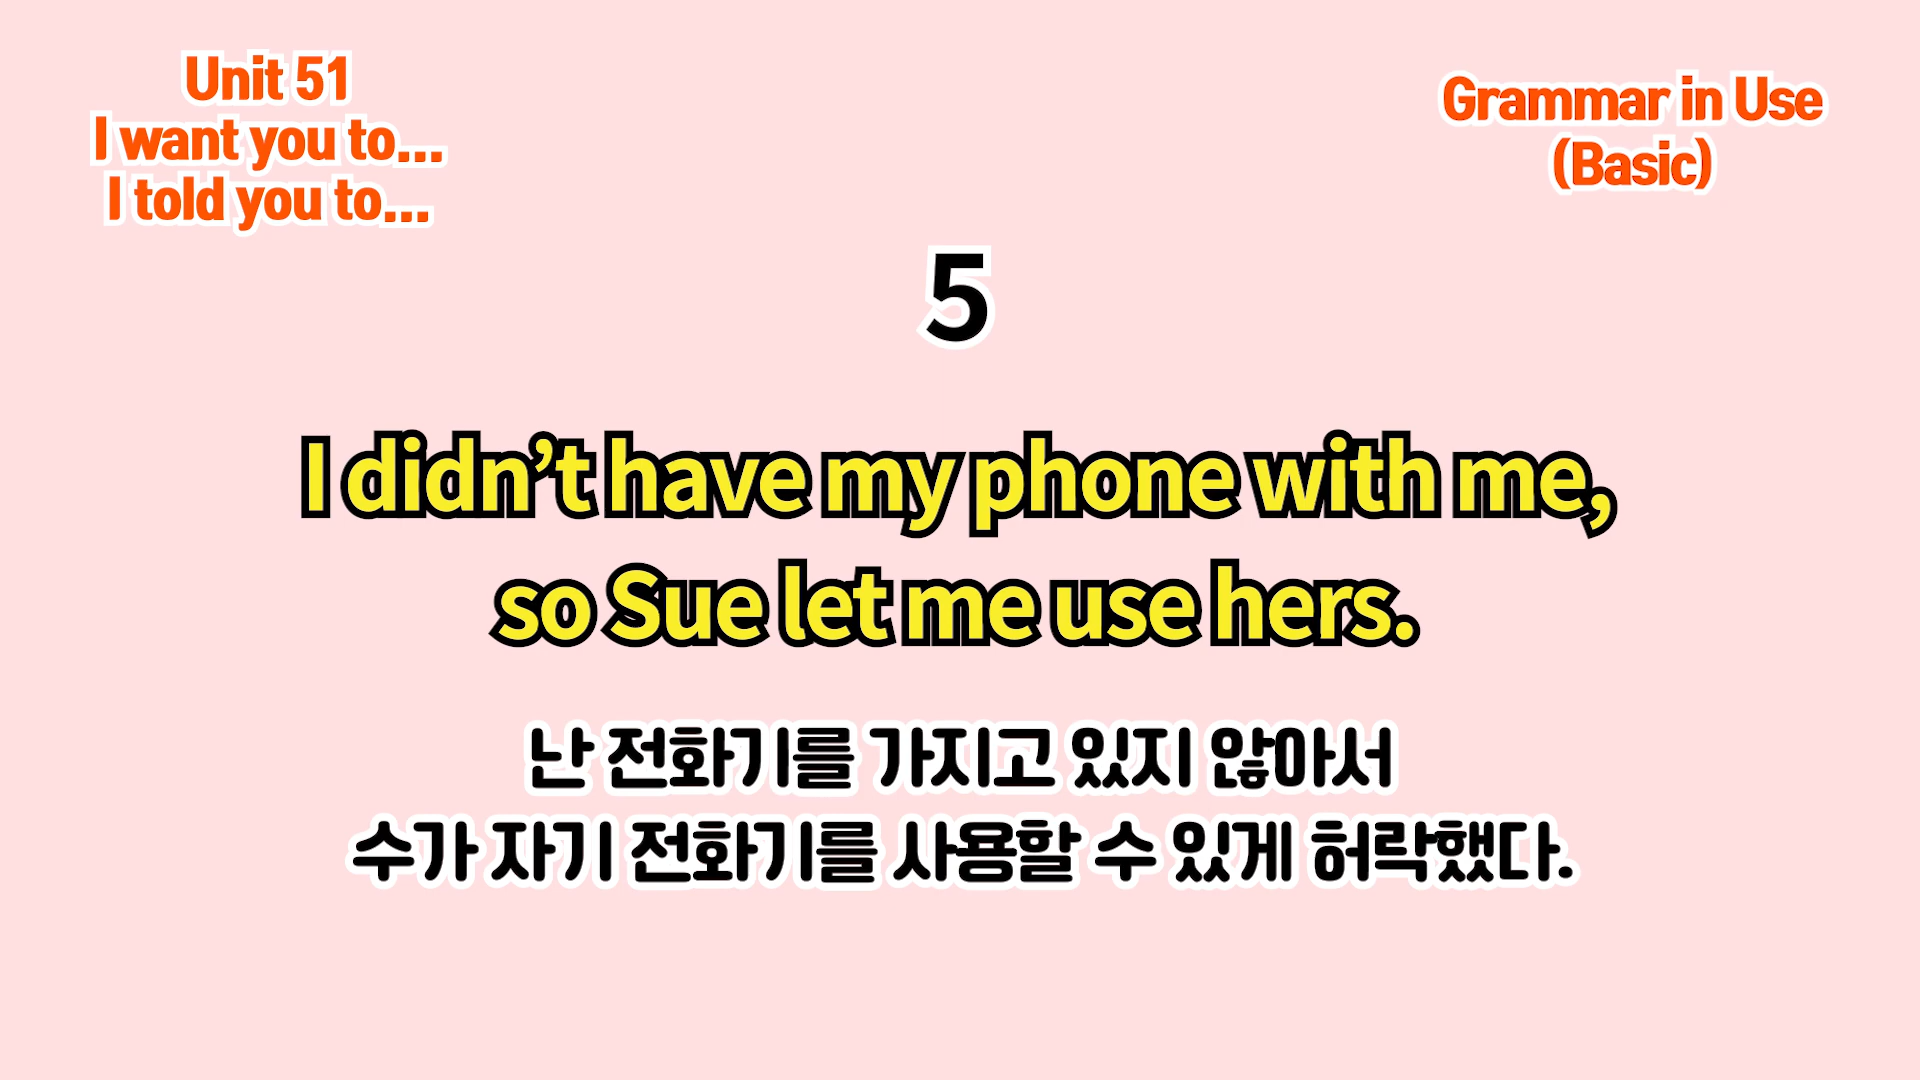 Unit 51
I want you to...
I told you to...
Grammar in Use
(Basic)
5
I didn’t have my phone with me,
so Sue let me use hers.
난 전화기를 가지고 있지 않아서
수가 자기 전화기를 사용할 수 있게 허락했다.